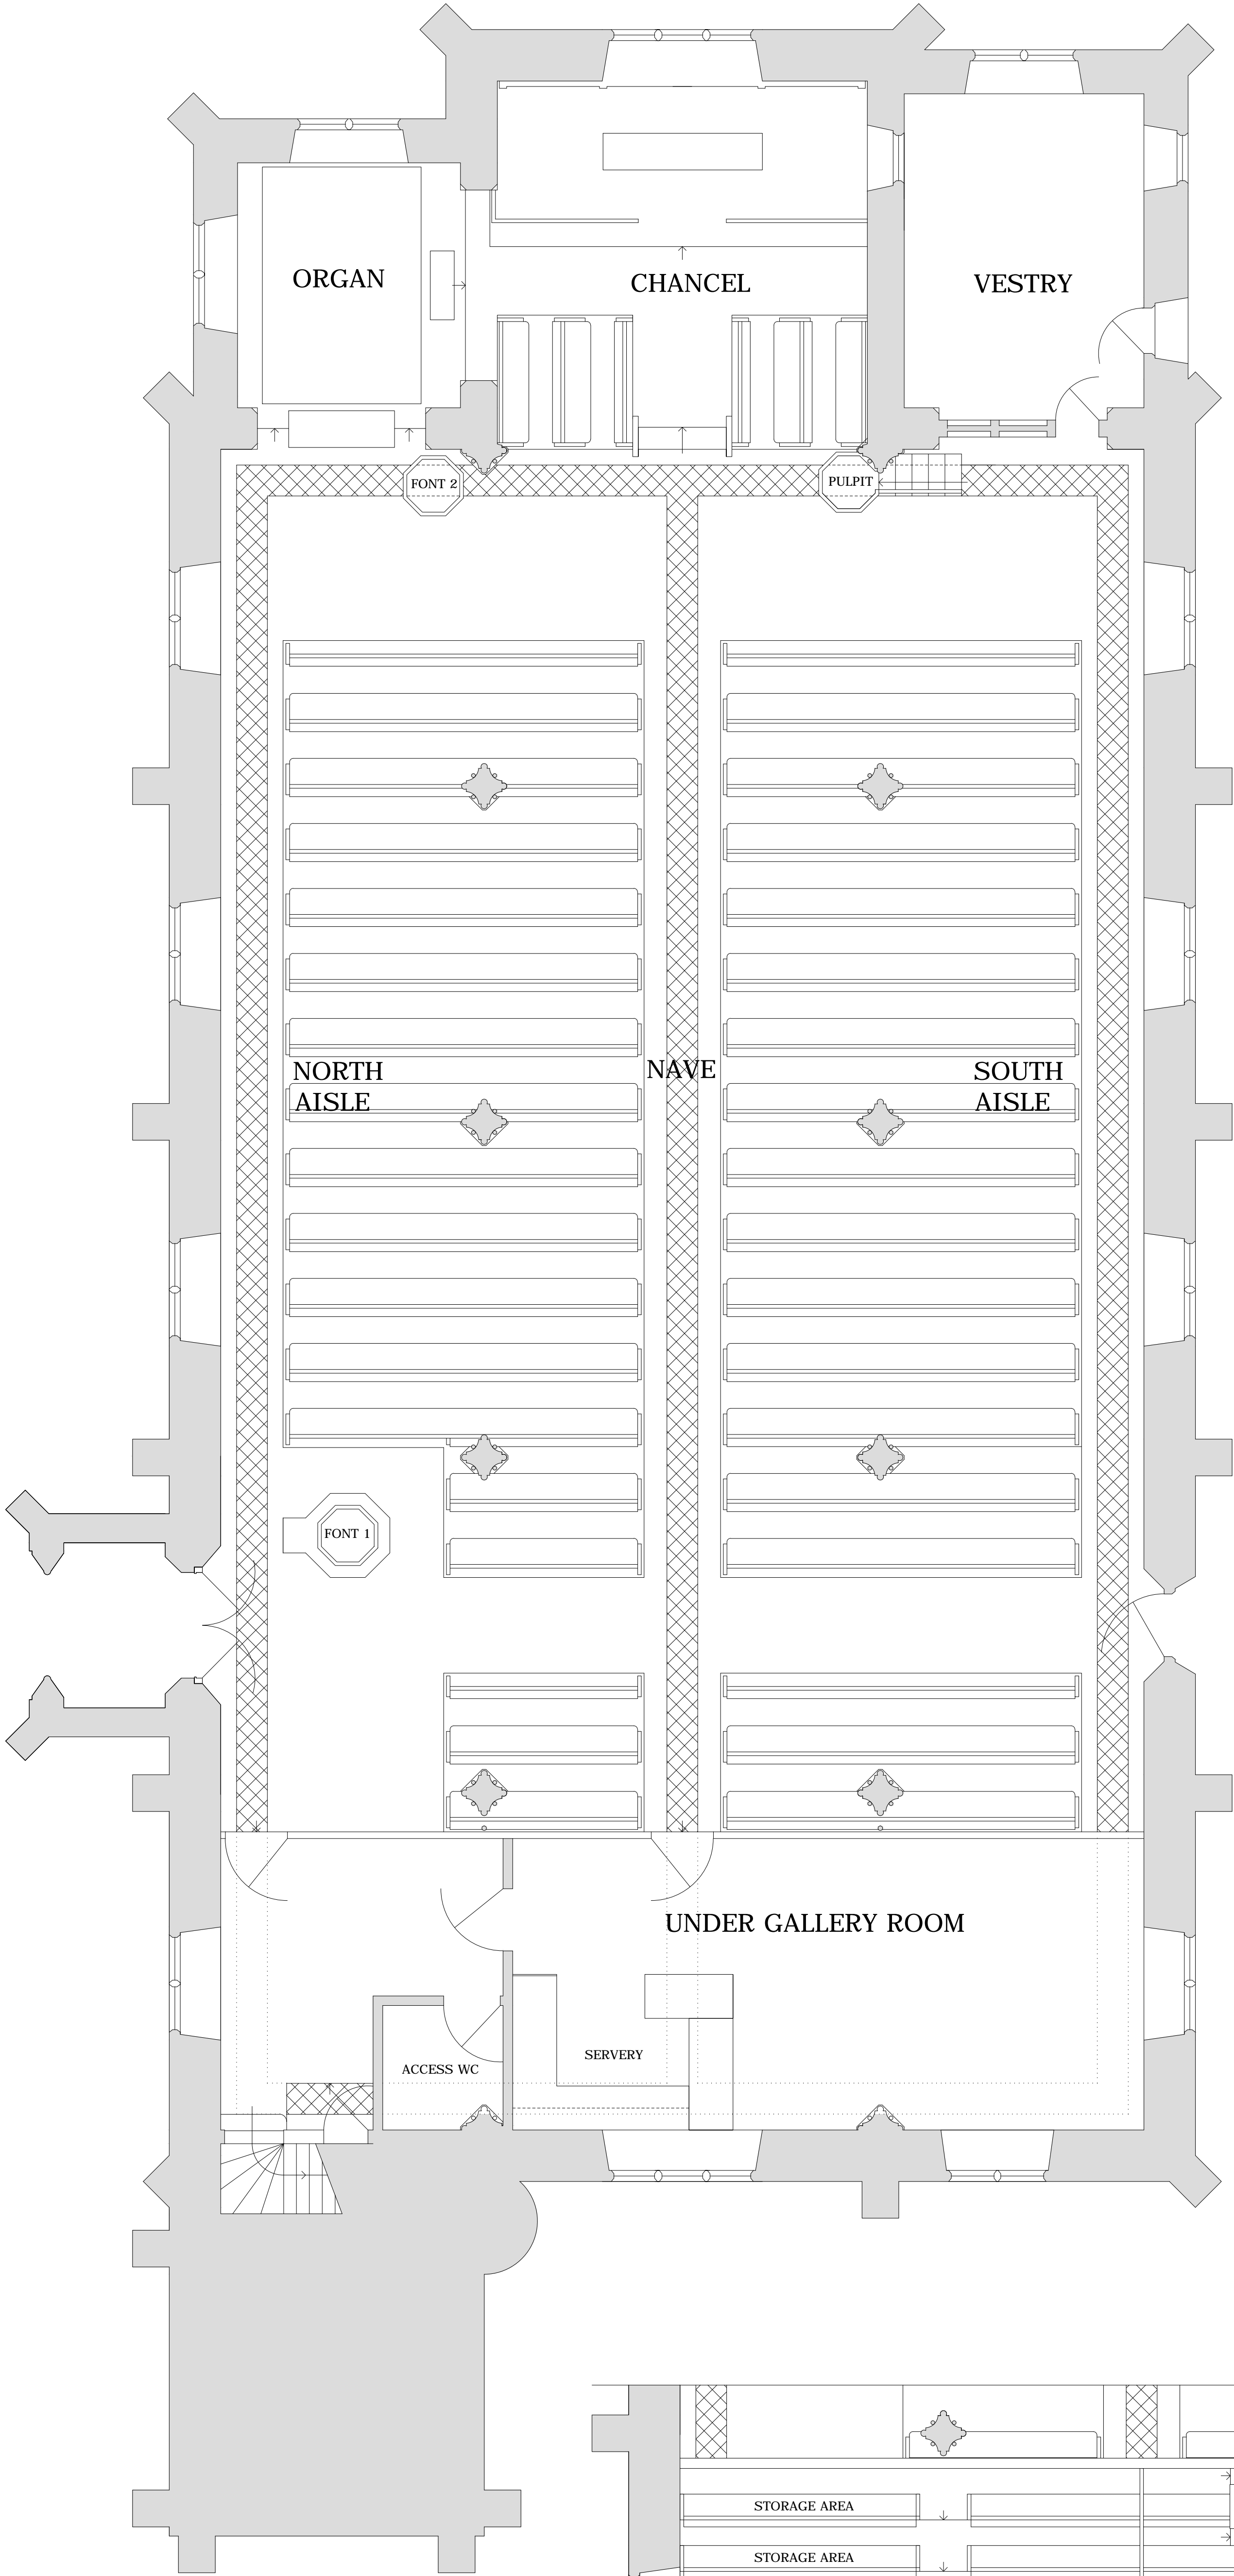 ORGAN
CHANCEL
VESTRY
FONT 2
PULPIT
NORTH
AISLE
NAVE
SOUTH
AISLE
FONT 1
UNDER GALLERY ROOM
SERVERY
ACCESS WC
STORAGE AREA
STORAGE AREA